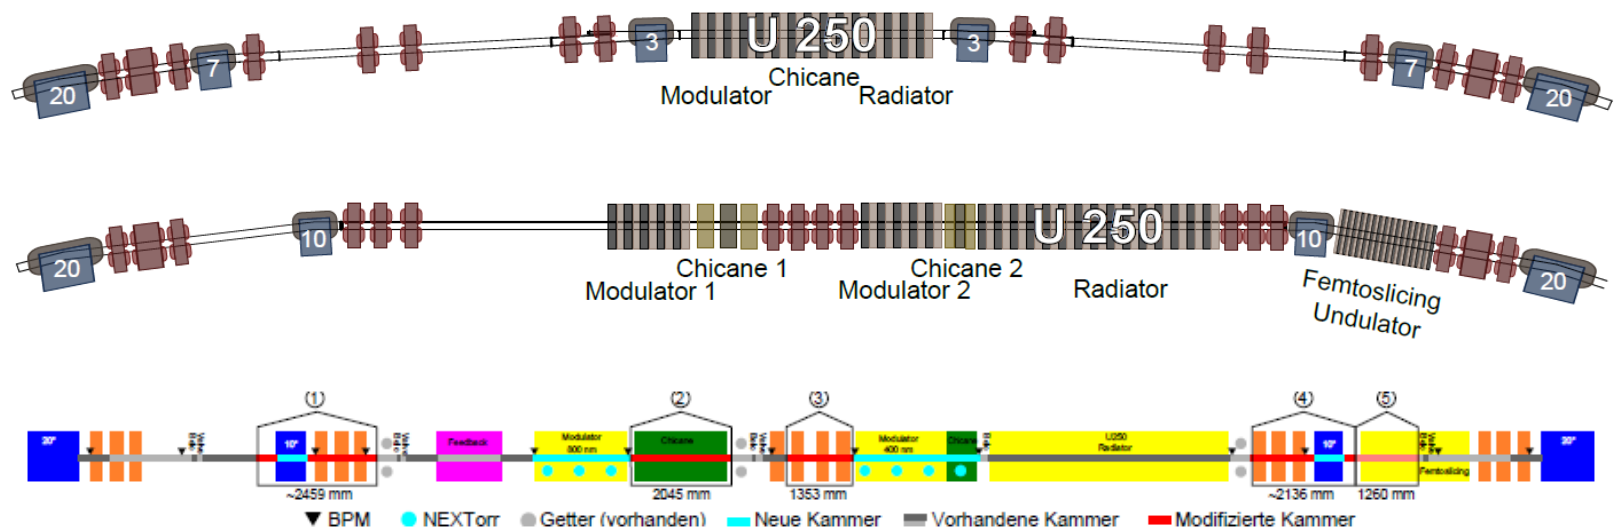 20 7 3 U 250 3 7 20
Chicane
Modulator Radiator
20 10 U 250 10 20
Chicane 1 Chicane 2
Modulator 1 Modulator 2 Radiator
Femtoslicing
Undulator
(1) (2) (3) (4) (5)
10° Feedback Modulator Chicane Modulator Chicane U250 10° 20°
800 nm 400 nm Radiator
Femtoslicing
~2459 mm 2045 mm 1353 mm ~2136 mm 1260 mm
BPM NEXTorr Getter (vorhanden) Neue Kammer Vorhandene Kammer Modifizierte Kammer